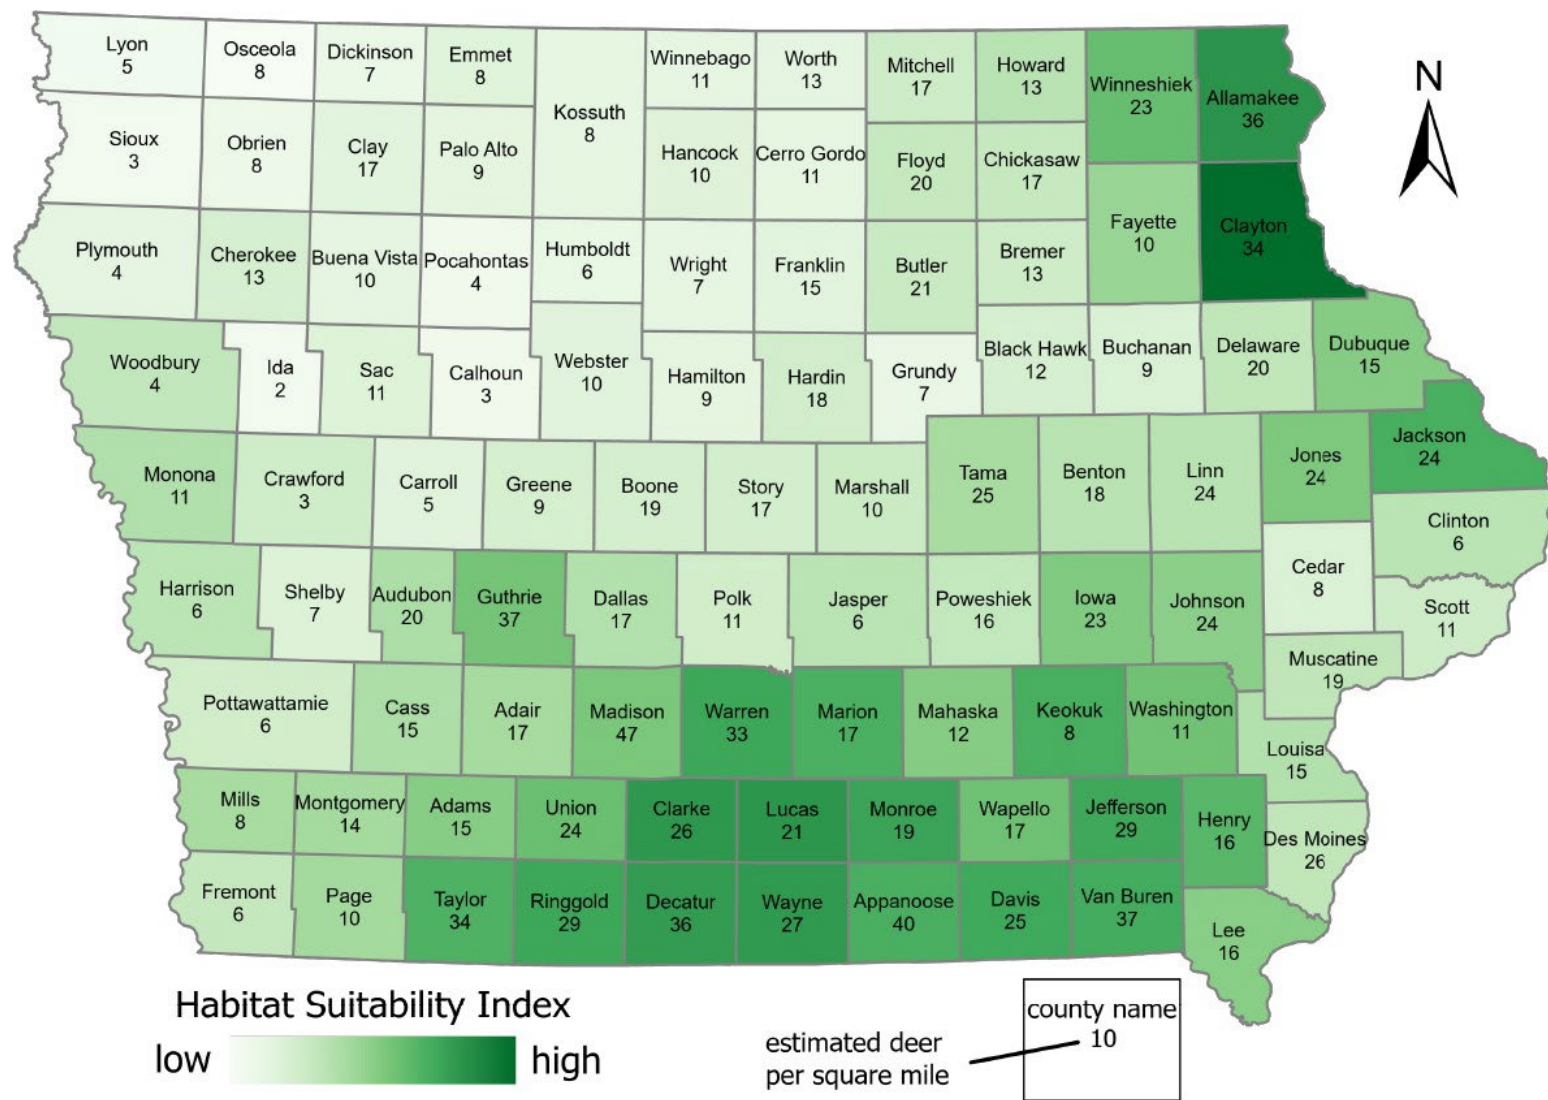 Lyon
5
Osceola
8
Dickinson
7
Emmet
8
Kossuth
8
Winnebago
11
Worth
13
Mitchell
17
Howard
13
Winneshiek
23
Allamakee
36
N
Sioux
3
Obrien
8
Clay
17
Palo Alto
9
Hancock
10
Cerro Gordo
11
Floyd
20
Chickasaw
17
Fayette
10
Clayton
34
Plymouth
4
Cherokee
13
Buena Vista
10
Pocahontas
4
Humboldt
6
Wright
7
Franklin
15
Butler
21
Bremer
13
Woodbury
4
Ida
2
Sac
11
Calhoun
3
Webster
10
Hamilton
9
Hardin
18
Grundy
7
Black Hawk
12
Buchanan
9
Delaware
20
Dubuque
15
Monona
11
Crawford
3
Carroll
5
Greene
9
Boone
19
Story
17
Marshall
10
Tama
25
Benton
18
Linn
24
Jones
24
Jackson
24
Clinton
6
Harrison
6
Shelby
7
Audubon
20
Guthrie
37
Dallas
17
Polk
11
Jasper
6
Poweshiek
16
Iowa
23
Johnson
24
Cedar
8
Scott
11
Muscatine
19
Pottawattamie
6
Cass
15
Adair
17
Madison
47
Warren
33
Marion
17
Mahaska
12
Keokuk
8
Washington
11
Louisa
15
Mills
8
Montgomery
14
Adams
15
Union
24
Clarke
26
Lucas
21
Monroe
19
Wapello
17
Jefferson
29
Henry
16
Des Moines
26
Fremont
6
Page
10
Taylor
34
Ringgold
29
Decatur
36
Wayne
27
Appanoose
40
Davis
25
Van Buren
37
Lee
16
Habitat Suitability Index
low
high
estimated deer
per square mile
county name
10